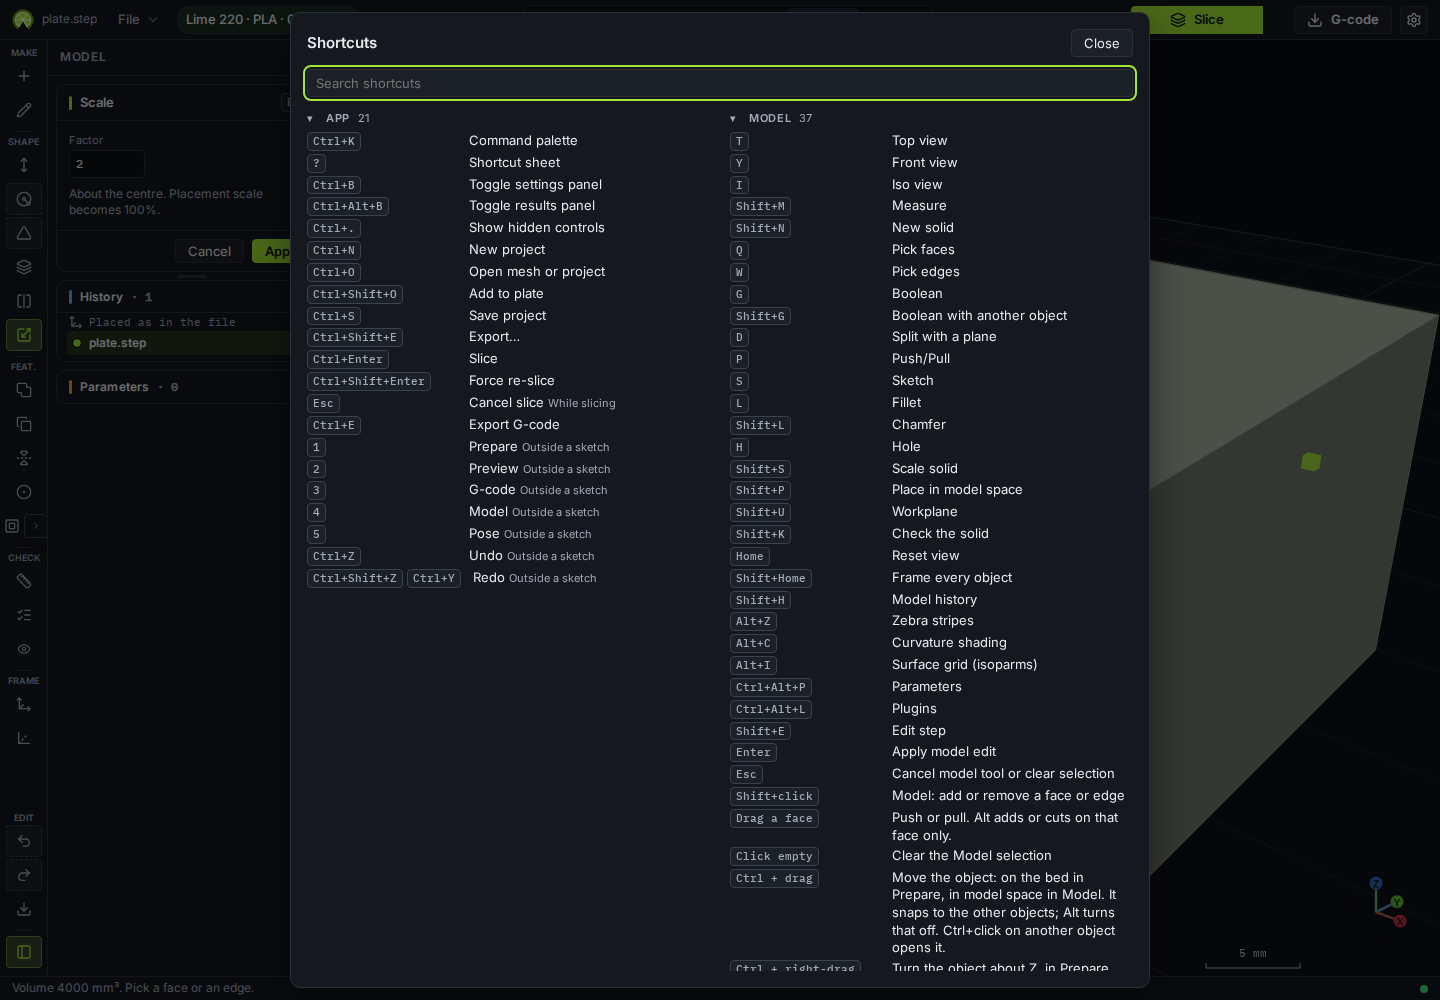 plate.step
File
Lime 220 · PLA ·
Slice
G-code
MAKE
MODEL
Scale
Factor
2
About the centre. Placement scale
becomes 100%.
Cancel
App
SHAPE
History · 1
Placed as in the file
plate.step
FEAT.
Parameters · 0
CHECK
FRAME
EDIT
Shortcuts
Close
Search shortcuts
▾ APP 21
Ctrl+K Command palette
? Shortcut sheet
Ctrl+B Toggle settings panel
Ctrl+Alt+B Toggle results panel
Ctrl+. Show hidden controls
Ctrl+N New project
Ctrl+O Open mesh or project
Ctrl+Shift+O Add to plate
Ctrl+S Save project
Ctrl+Shift+E Export...
Ctrl+Enter Slice
Ctrl+Shift+Enter Force re-slice
Esc Cancel slice While slicing
Ctrl+E Export G-code
1 Prepare Outside a sketch
2 Preview Outside a sketch
3 G-code Outside a sketch
4 Model Outside a sketch
5 Pose Outside a sketch
Ctrl+Z Undo Outside a sketch
Ctrl+Shift+Z Ctrl+Y Redo Outside a sketch
▾ MODEL 37
T Top view
Y Front view
I Iso view
Shift+M Measure
Shift+N New solid
Q Pick faces
W Pick edges
G Boolean
Shift+G Boolean with another object
D Split with a plane
P Push/Pull
S Sketch
L Fillet
Shift+L Chamfer
H Hole
Shift+S Scale solid
Shift+P Place in model space
Shift+U Workplane
Shift+K Check the solid
Home Reset view
Shift+Home Frame every object
Shift+H Model history
Alt+Z Zebra stripes
Alt+C Curvature shading
Alt+I Surface grid (isoparms)
Ctrl+Alt+P Parameters
Ctrl+Alt+L Plugins
Shift+E Edit step
Enter Apply model edit
Esc Cancel model tool or clear selection
Shift+click Model: add or remove a face or edge
Drag a face Push or pull. Alt adds or cuts on that
face only.
Click empty Clear the Model selection
Ctrl + drag Move the object: on the bed in
Prepare, in model space in Model. It
snaps to the other objects; Alt turns
that off. Ctrl+click on another object
opens it.
Ctrl + right-drag Turn the object about Z, in Prepare
Z
Y
X
5 mm
Volume 4000 mm³. Pick a face or an edge.